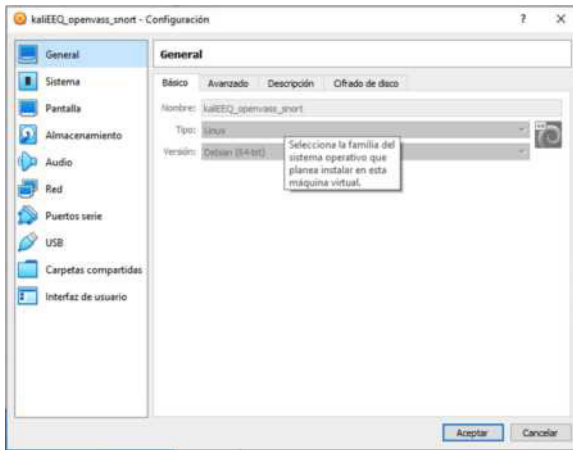 kaliEEQ_openvass_snort - Configuración ? ×
General
Sistema
Pantalla
Almacenamiento
Audio
Red
Puertos serie
USB
Carpetas compartidas
Interfaz de usuario
General
Básico Avanzado Descripción Cifrado de disco
Nombre: kaliEEQ_openvass_snort
Tipo: Linux
Versión: Debian (64-bit)
Selecciona la familia del
sistema operativo que
planea instalar en esta
máquina virtual.
Aceptar Cancelar